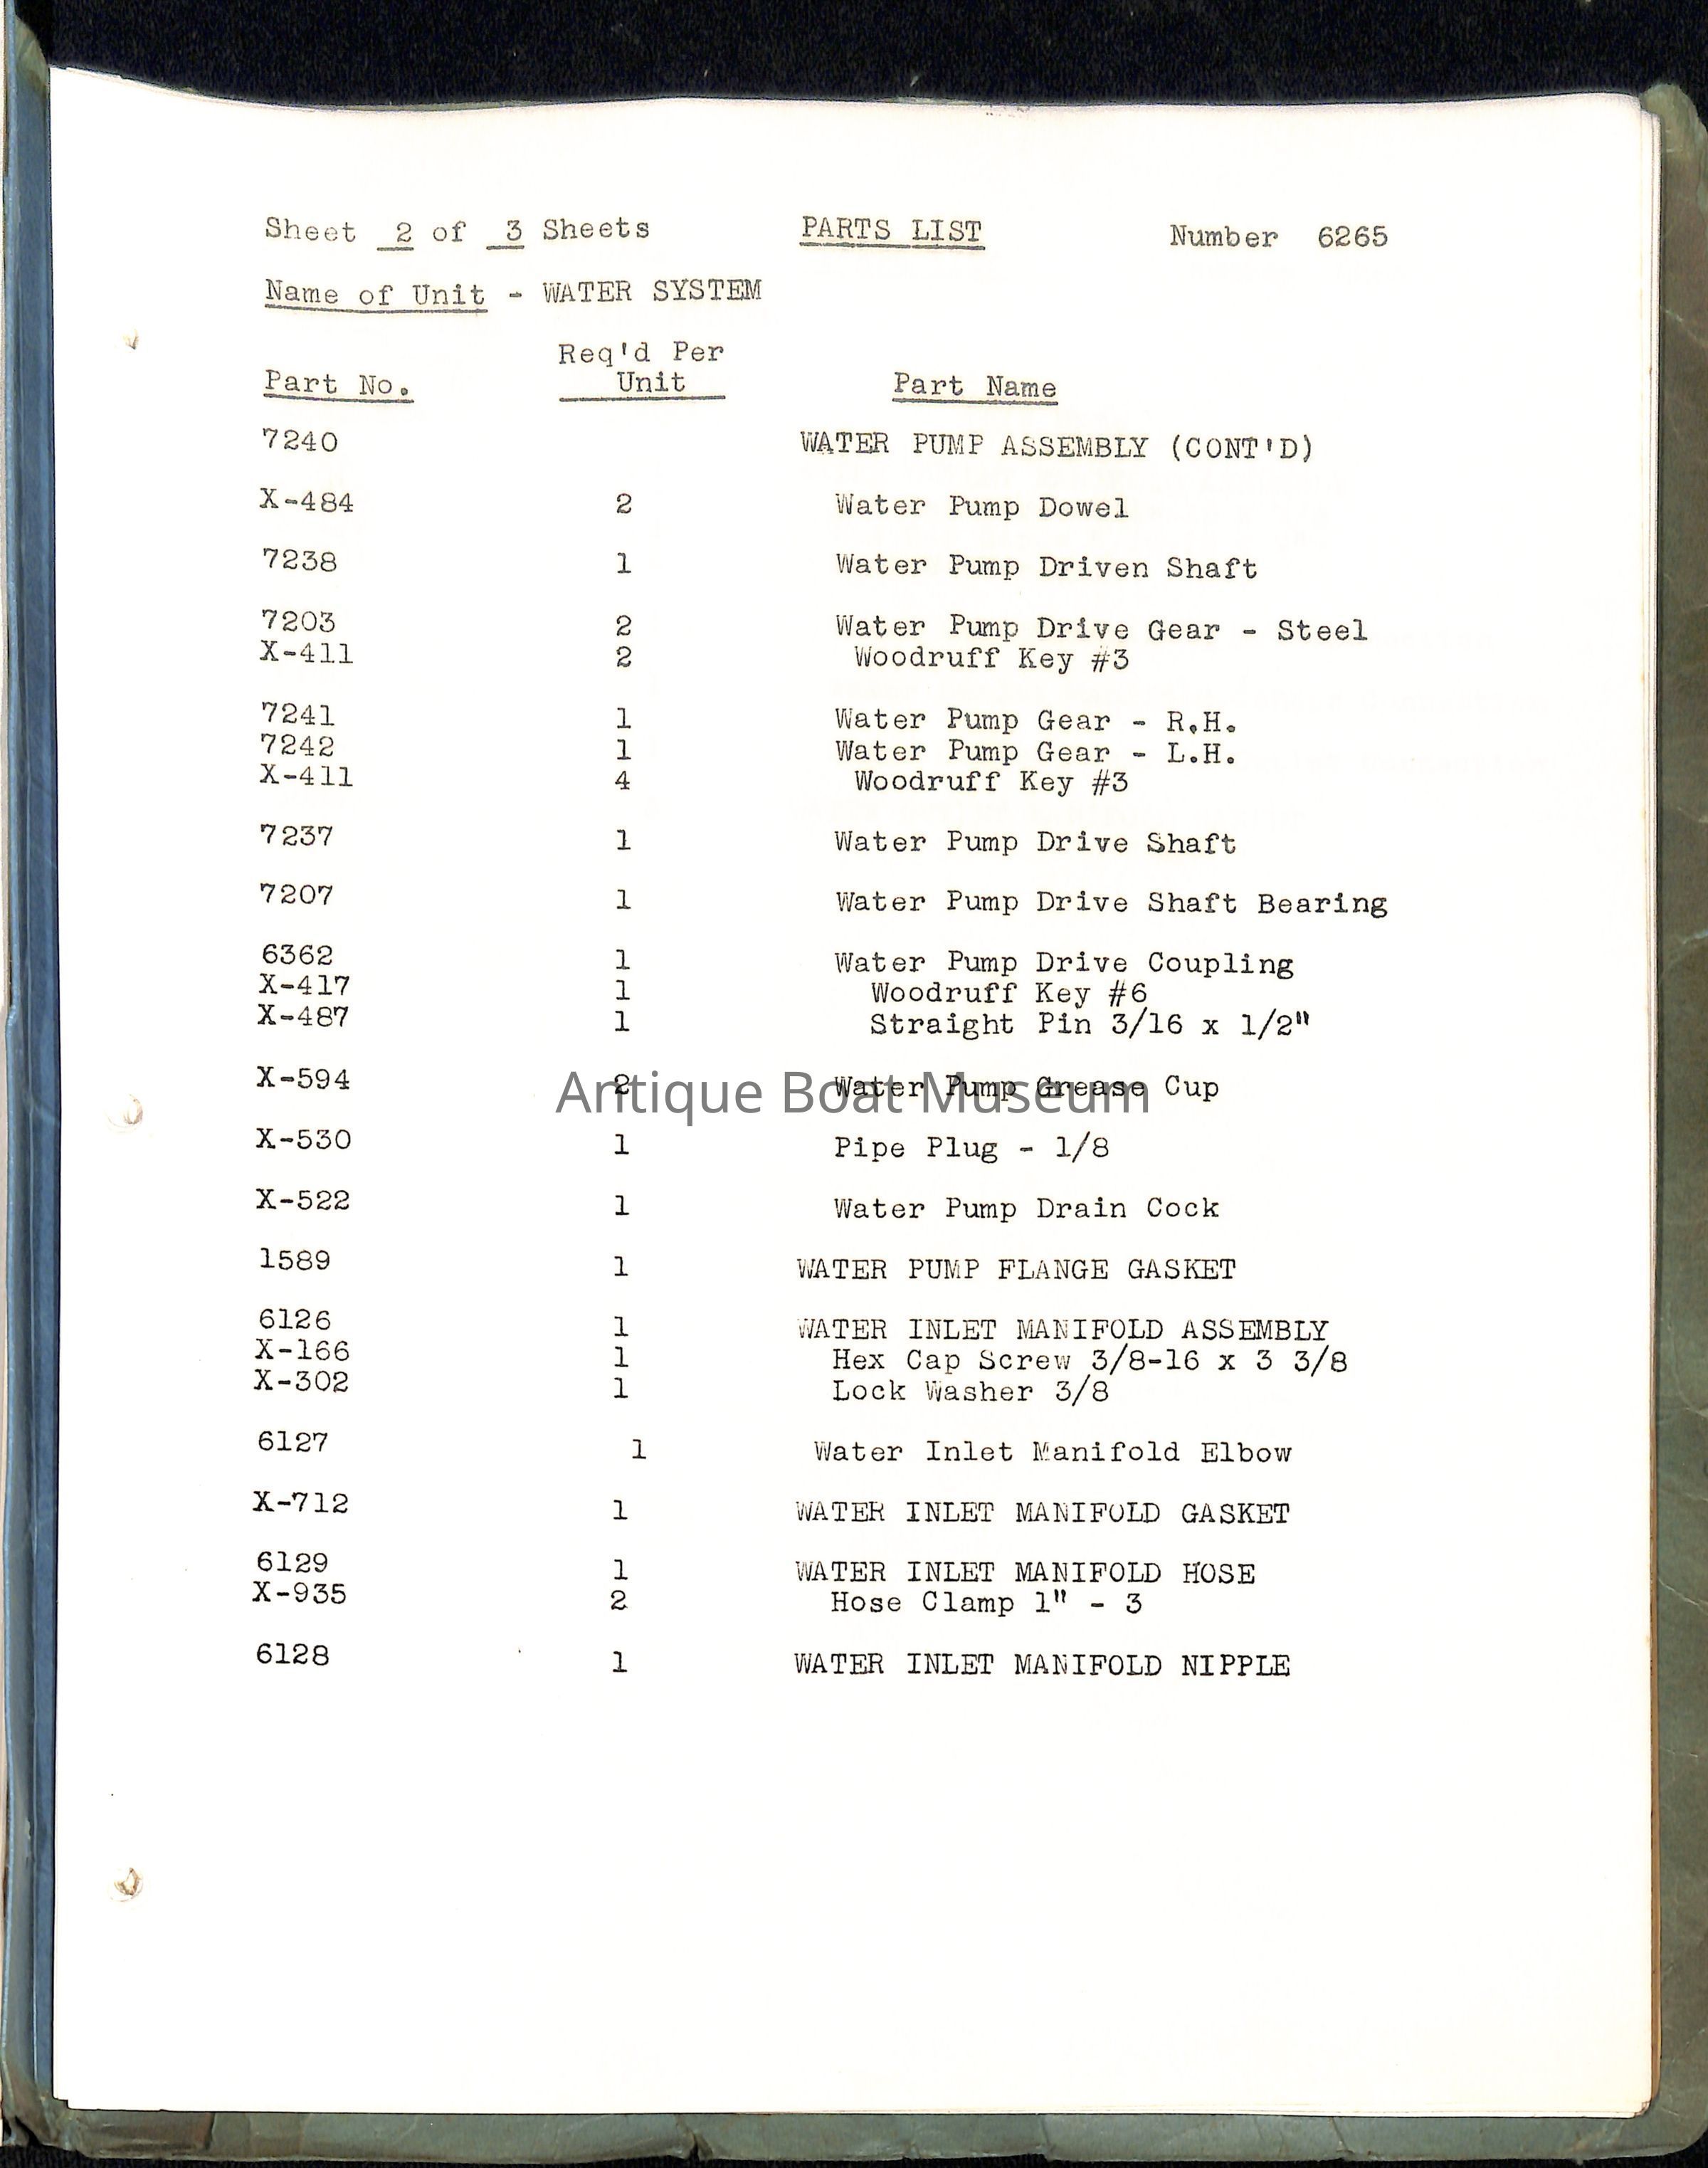 Sheet 2 of 3 Sheets PARTS LIST Number 6265
Name of Unit - WATER SYSTEM
Req'd Per
Part No. Unit Part Name
7240 WATER PUMP ASSEMBLY (CONT'D)
X-484 2 Water Pump Dowel
7238 1 Water Pump Driven Shaft
7203 2 Water Pump Drive Gear - Steel
X-411 2 Woodruff Key #3
7241 1 Water Pump Gear - R.H.
7242 1 Water Pump Gear - L.H.
X-411 4 Woodruff Key #3
7237 1 Water Pump Drive Shaft
7207 1 Water Pump Drive Shaft Bearing
6362 1 Water Pump Drive Coupling
X-417 1 Woodruff Key #6
X-487 1 Straight Pin 3/16 x 1/2"
X-594 2 Water Pump Grease Cup
Antique Boat Museum
X-530 1 Pipe Plug - 1/8
X-522 1 Water Pump Drain Cock
1589 1 WATER PUMP FLANGE GASKET
6126 1 WATER INLET MANIFOLD ASSEMBLY
X-166 1 Hex Cap Screw 3/8-16 x 3 3/8
X-302 1 Lock Washer 3/8
6127 1 Water Inlet Manifold Elbow
X-712 1 WATER INLET MANIFOLD GASKET
6129 1 WATER INLET MANIFOLD HOSE
X-935 2 Hose Clamp 1" - 3
6128 1 WATER INLET MANIFOLD NIPPLE